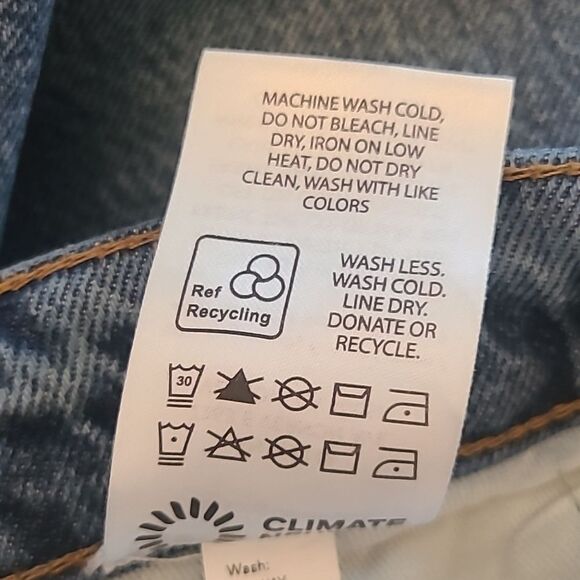 MACHINE WASH COLD,
DO NOT BLEACH, LINE
DRY, IRON ON LOW
HEAT, DO NOT DRY
CLEAN, WASH WITH LIKE
COLORS
Ref
Recycling
WASH LESS.
WASH COLD.
LINE DRY.
DONATE OR
RECYCLE.
30
CLIMATE
Wash: